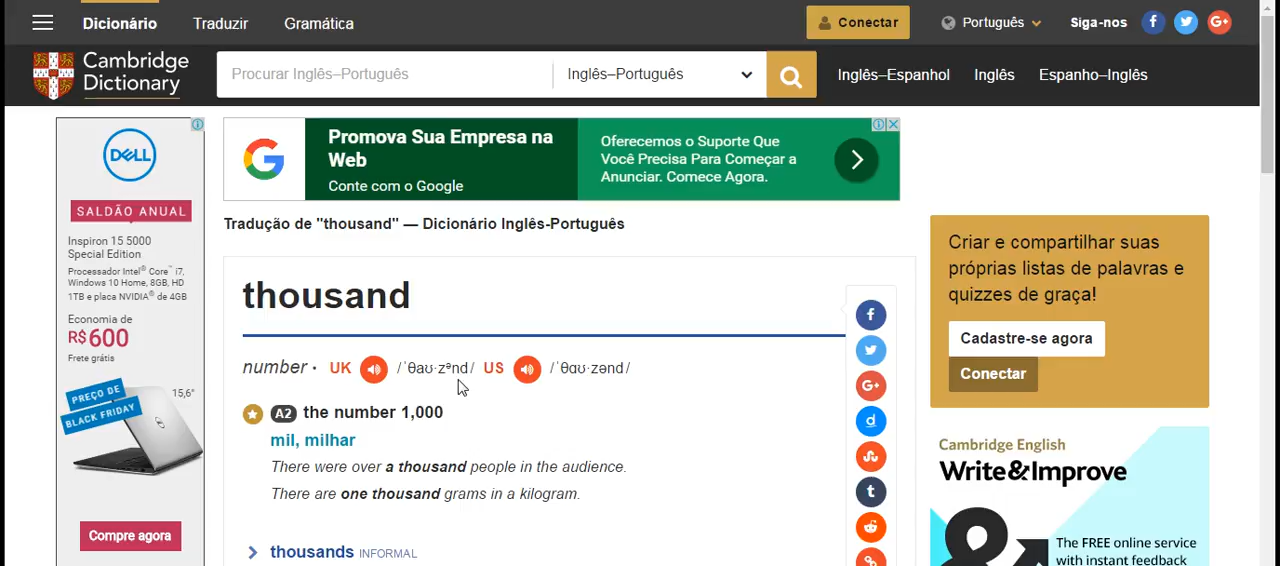 Dicionário Traduzir Gramática Conectar Português Siga-nos
Cambridge Dictionary
Procurar Inglês–Português Inglês–Português Inglês–Espanhol Inglês Espanho–Inglês
DELL
SALDÃO ANUAL
Inspiron 15 5000
Special Edition
Processador Intel® Core™ i7,
Windows 10 Home, 8GB, HD
1TB e placa NVIDIA® de 4GB
Economia de
R$600
Frete grátis
PREÇO DE
BLACK FRIDAY
15,6"
Compre agora
Promova Sua Empresa na
Web
Conte com o Google
Oferecemos o Suporte Que
Você Precisa Para Começar a
Anunciar. Comece Agora.
Tradução de "thousand" — Dicionário Inglês-Português
thousand
number • UK /ˈθaʊ·zᵊnd/ US /ˈθɑʊ·zənd/
A2 the number 1,000
mil, milhar
There were over a thousand people in the audience.
There are one thousand grams in a kilogram.
thousands INFORMAL
Criar e compartilhar suas
próprias listas de palavras e
quizzes de graça!
Cadastre-se agora
Conectar
Cambridge English
Write&Improve
&
The FREE online service
with instant feedback